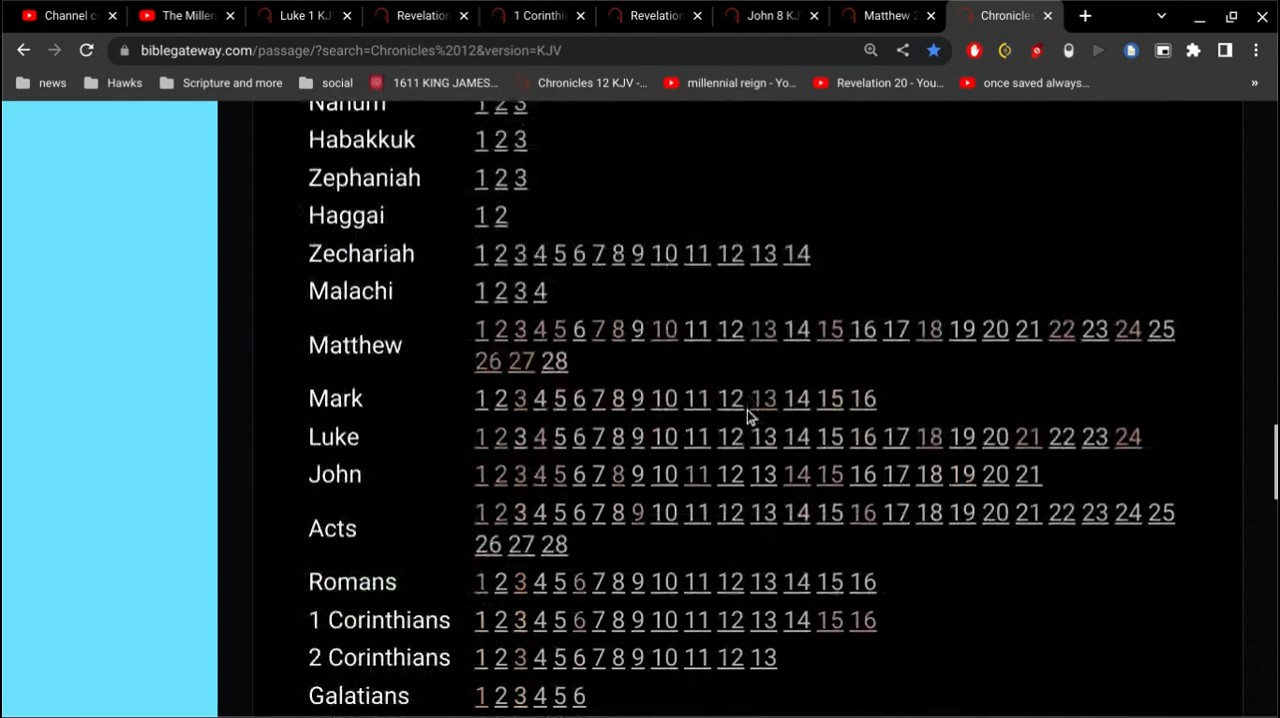 Channel c
The Miller
Luke 1 KJ
Revelation
1 Corinthi
Revelation
John 8 KJ
Matthew 2
Chronicles
biblegateway.com/passage/?search=Chronicles%2012&version=KJV
news
Hawks
Scripture and more
social
1611 KING JAMES...
Chronicles 12 KJV -...
millennial reign - Yo...
Revelation 20 - You...
once saved always...
»
Nahum 1 2 3
Habakkuk 1 2 3
Zephaniah 1 2 3
Haggai 1 2
Zechariah 1 2 3 4 5 6 7 8 9 10 11 12 13 14
Malachi 1 2 3 4
Matthew 1 2 3 4 5 6 7 8 9 10 11 12 13 14 15 16 17 18 19 20 21 22 23 24 25
26 27 28
Mark 1 2 3 4 5 6 7 8 9 10 11 12 13 14 15 16
Luke 1 2 3 4 5 6 7 8 9 10 11 12 13 14 15 16 17 18 19 20 21 22 23 24
John 1 2 3 4 5 6 7 8 9 10 11 12 13 14 15 16 17 18 19 20 21
Acts 1 2 3 4 5 6 7 8 9 10 11 12 13 14 15 16 17 18 19 20 21 22 23 24 25
26 27 28
Romans 1 2 3 4 5 6 7 8 9 10 11 12 13 14 15 16
1 Corinthians 1 2 3 4 5 6 7 8 9 10 11 12 13 14 15 16
2 Corinthians 1 2 3 4 5 6 7 8 9 10 11 12 13
Galatians 1 2 3 4 5 6